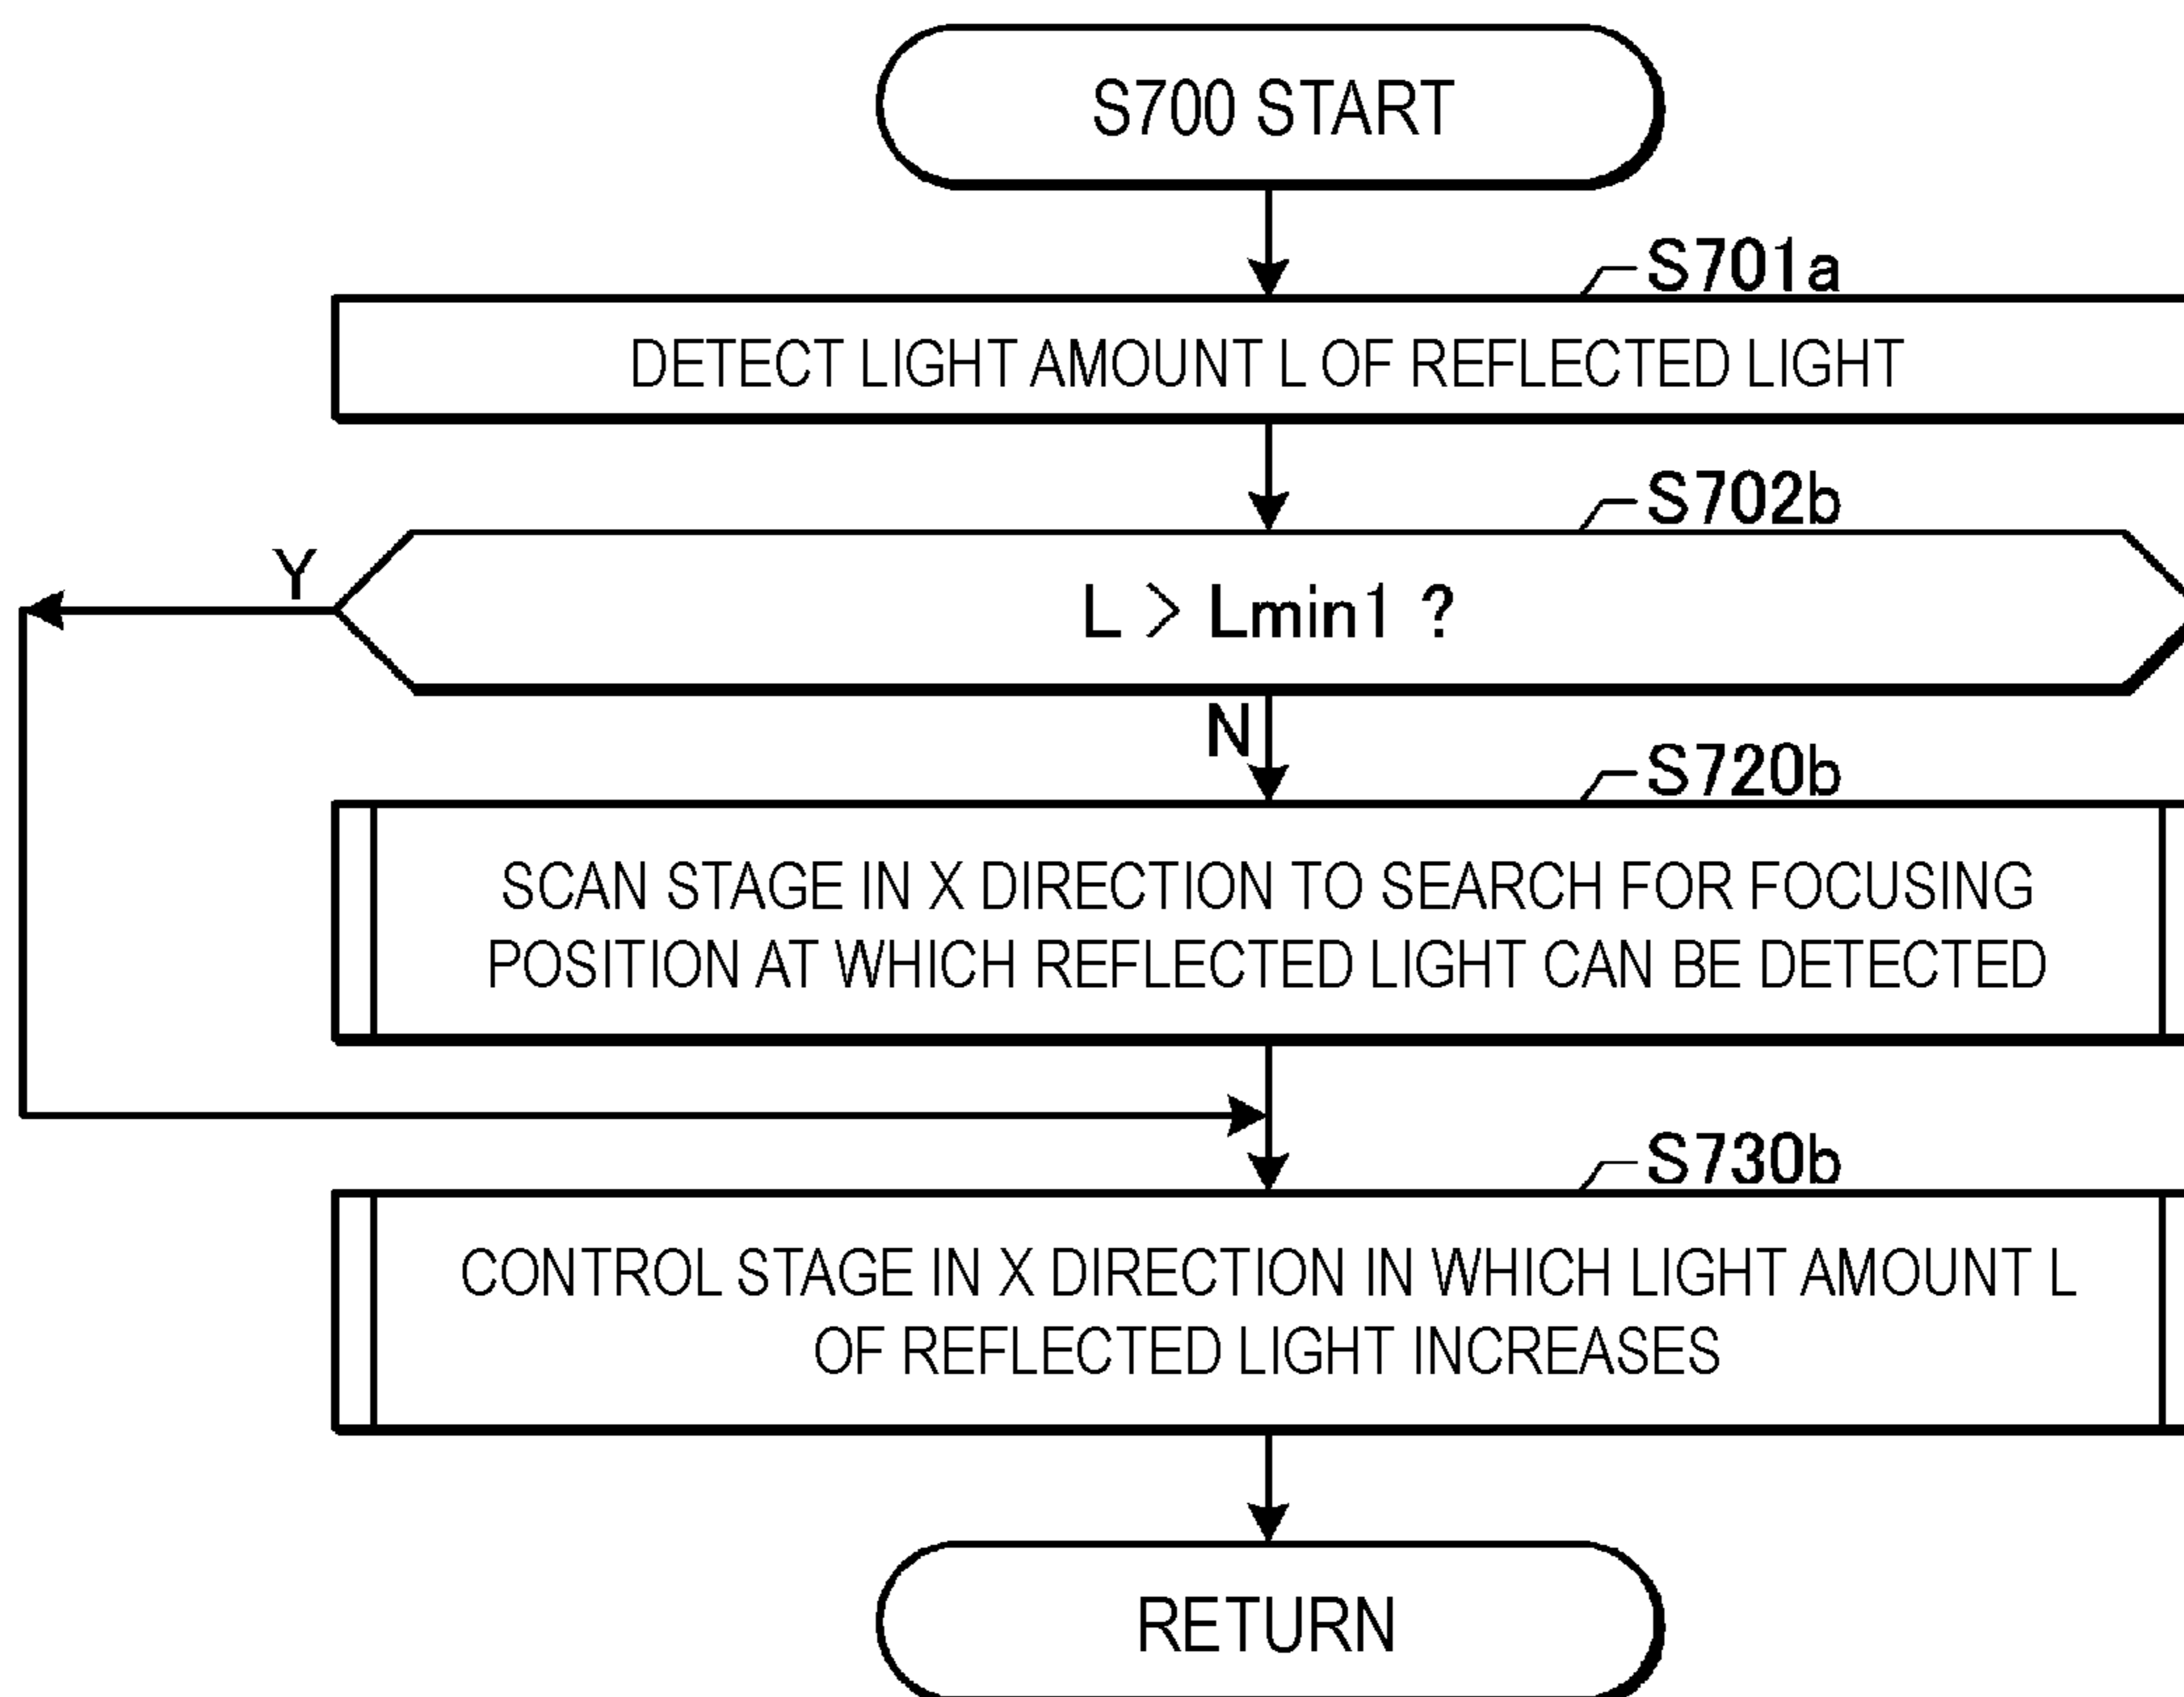 S700 START
S701a
DETECT LIGHT AMOUNT L OF REFLECTED LIGHT
S702b
Y
L > Lmin1 ?
N
S720b
SCAN STAGE IN X DIRECTION TO SEARCH FOR FOCUSING
POSITION AT WHICH REFLECTED LIGHT CAN BE DETECTED
S730b
CONTROL STAGE IN X DIRECTION IN WHICH LIGHT AMOUNT L
OF REFLECTED LIGHT INCREASES
RETURN